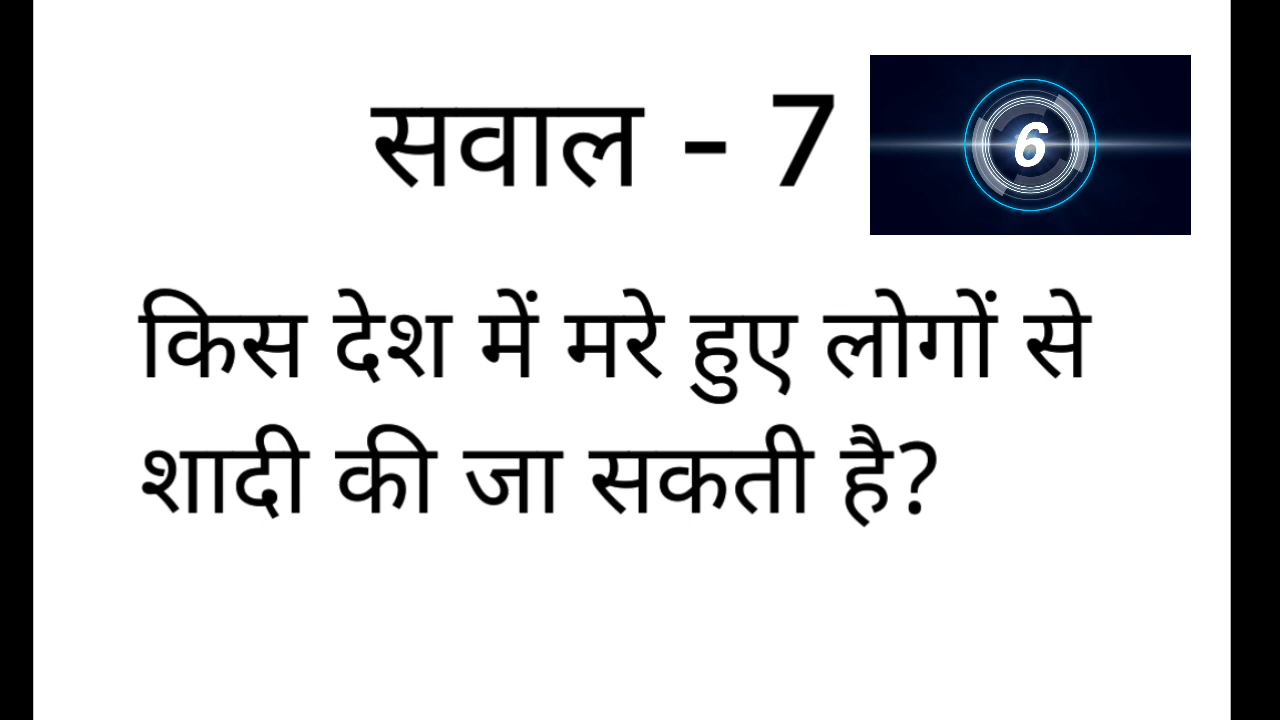 सवाल - 7
6
किस देश में मरे हुए लोगों से
शादी की जा सकती है?